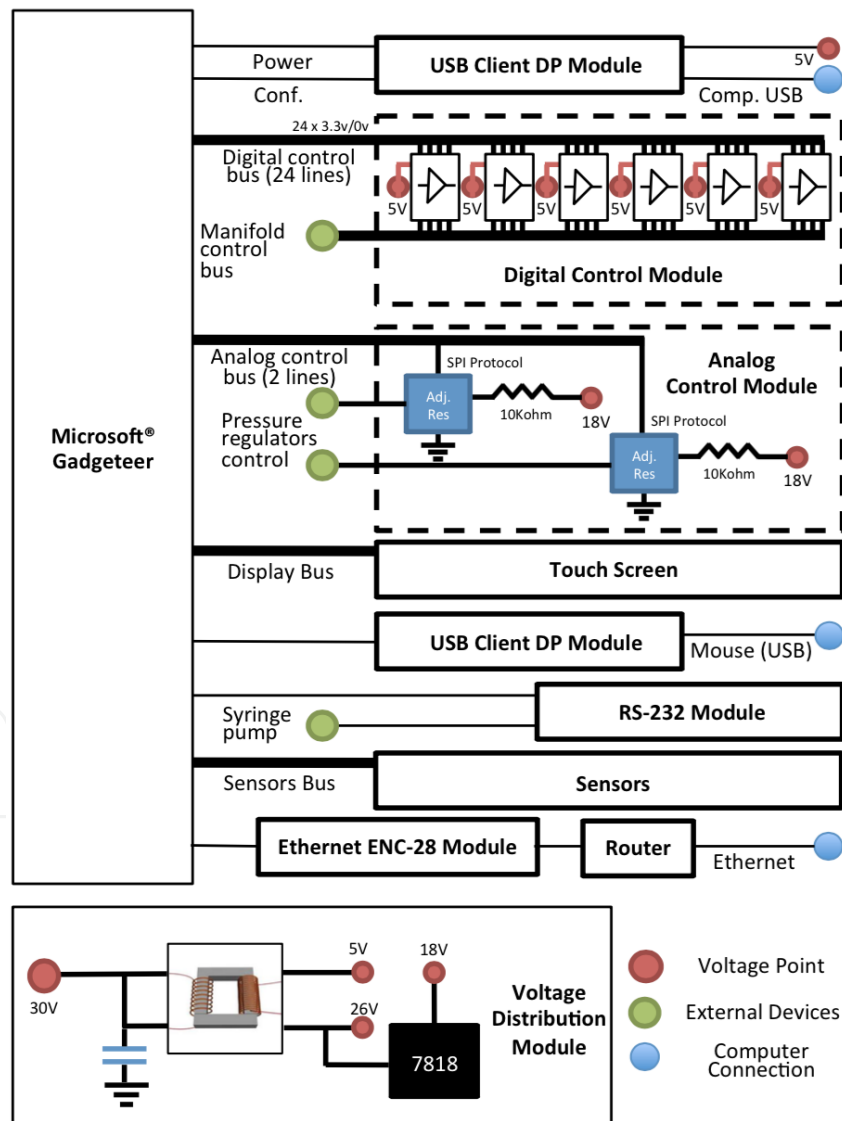 Microsoft®
Gadgeteer
Power
Conf.
USB Client DP Module
5V
Comp. USB
24 x 3.3v/0v
Digital control
bus (24 lines)
5V
5V
5V
5V
5V
5V
Manifold
control
bus
Digital Control Module
Analog control
bus (2 lines)
SPI Protocol
Adj.
Res
10Kohm
18V
Analog
Control Module
Pressure
regulators
control
SPI Protocol
Adj.
Res
10Kohm
18V
Display Bus
Touch Screen
USB Client DP Module
Mouse (USB)
Syringe
pump
RS-232 Module
Sensors Bus
Sensors
Ethernet ENC-28 Module
Router
Ethernet
30V
5V
26V
18V
7818
Voltage
Distribution
Module
Voltage Point
External Devices
Computer
Connection